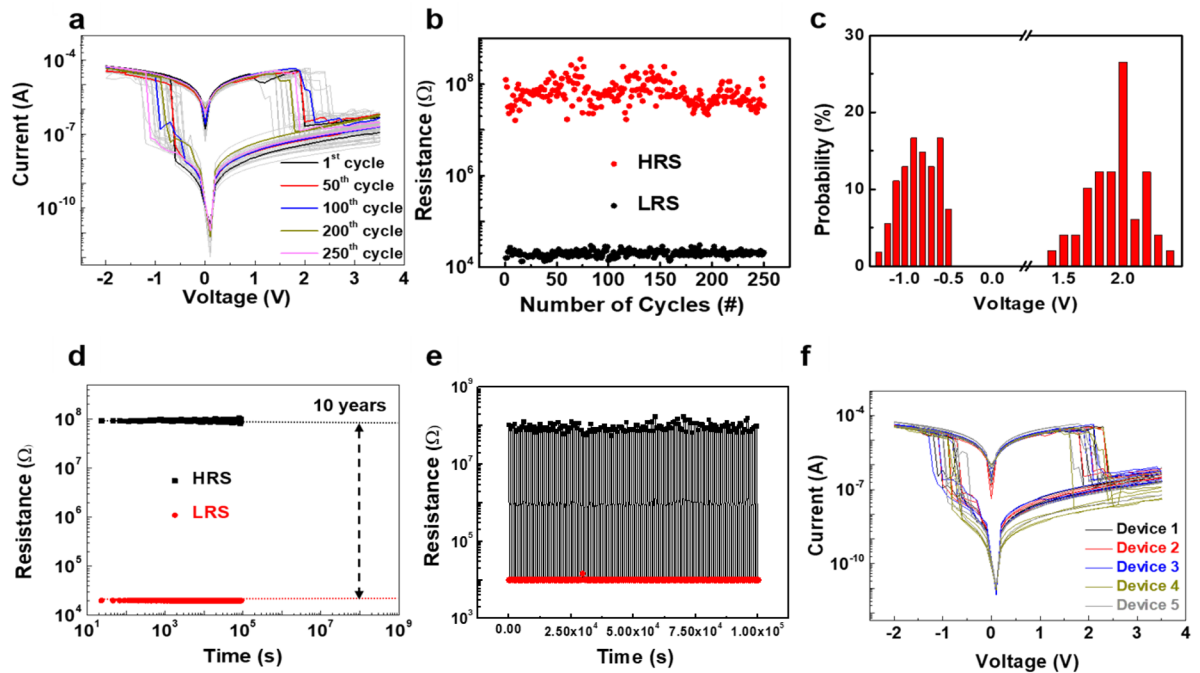 a
Current (A)
10⁻⁴
10⁻⁷
10⁻¹⁰
1ˢᵗ cycle
50ᵗʰ cycle
100ᵗʰ cycle
200ᵗʰ cycle
250ᵗʰ cycle
-2 -1 0 1 2 3 4
Voltage (V)
b
Resistance (Ω)
10⁸
10⁶
10⁴
HRS
LRS
0 50 100 150 200 250
Number of Cycles (#)
c
Probability (%)
30
20
10
0
-1.0 -0.5 0.0 1.5 2.0
Voltage (V)
d
Resistance (Ω)
10⁸
10⁷
10⁶
10⁵
10⁴
10 years
HRS
LRS
10¹ 10³ 10⁵ 10⁷ 10⁹
Time (s)
e
Resistance (Ω)
10⁹
10⁷
10⁵
10³
0.00 2.50x10⁴ 5.00x10⁴ 7.50x10⁴ 1.00x10⁵
Time (s)
f
Current (A)
10⁻⁴
10⁻⁷
10⁻¹⁰
Device 1
Device 2
Device 3
Device 4
Device 5
-2 -1 0 1 2 3 4
Voltage (V)